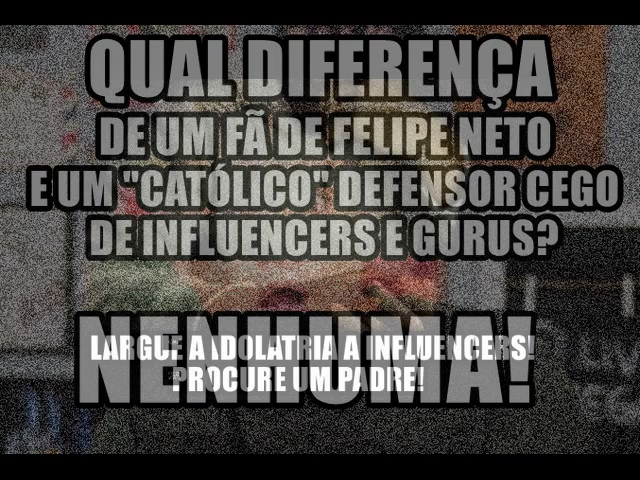 QUAL DIFERENÇA
DE UM FÃ DE FELIPE NETO
E UM "CATÓLICO" DEFENSOR CEGO
DE INFLUENCERS E GURUS?
NENHUMA!
LARGUE A IDOLATRIA A INFLUENCERS!
E PROCURE UM PADRE!